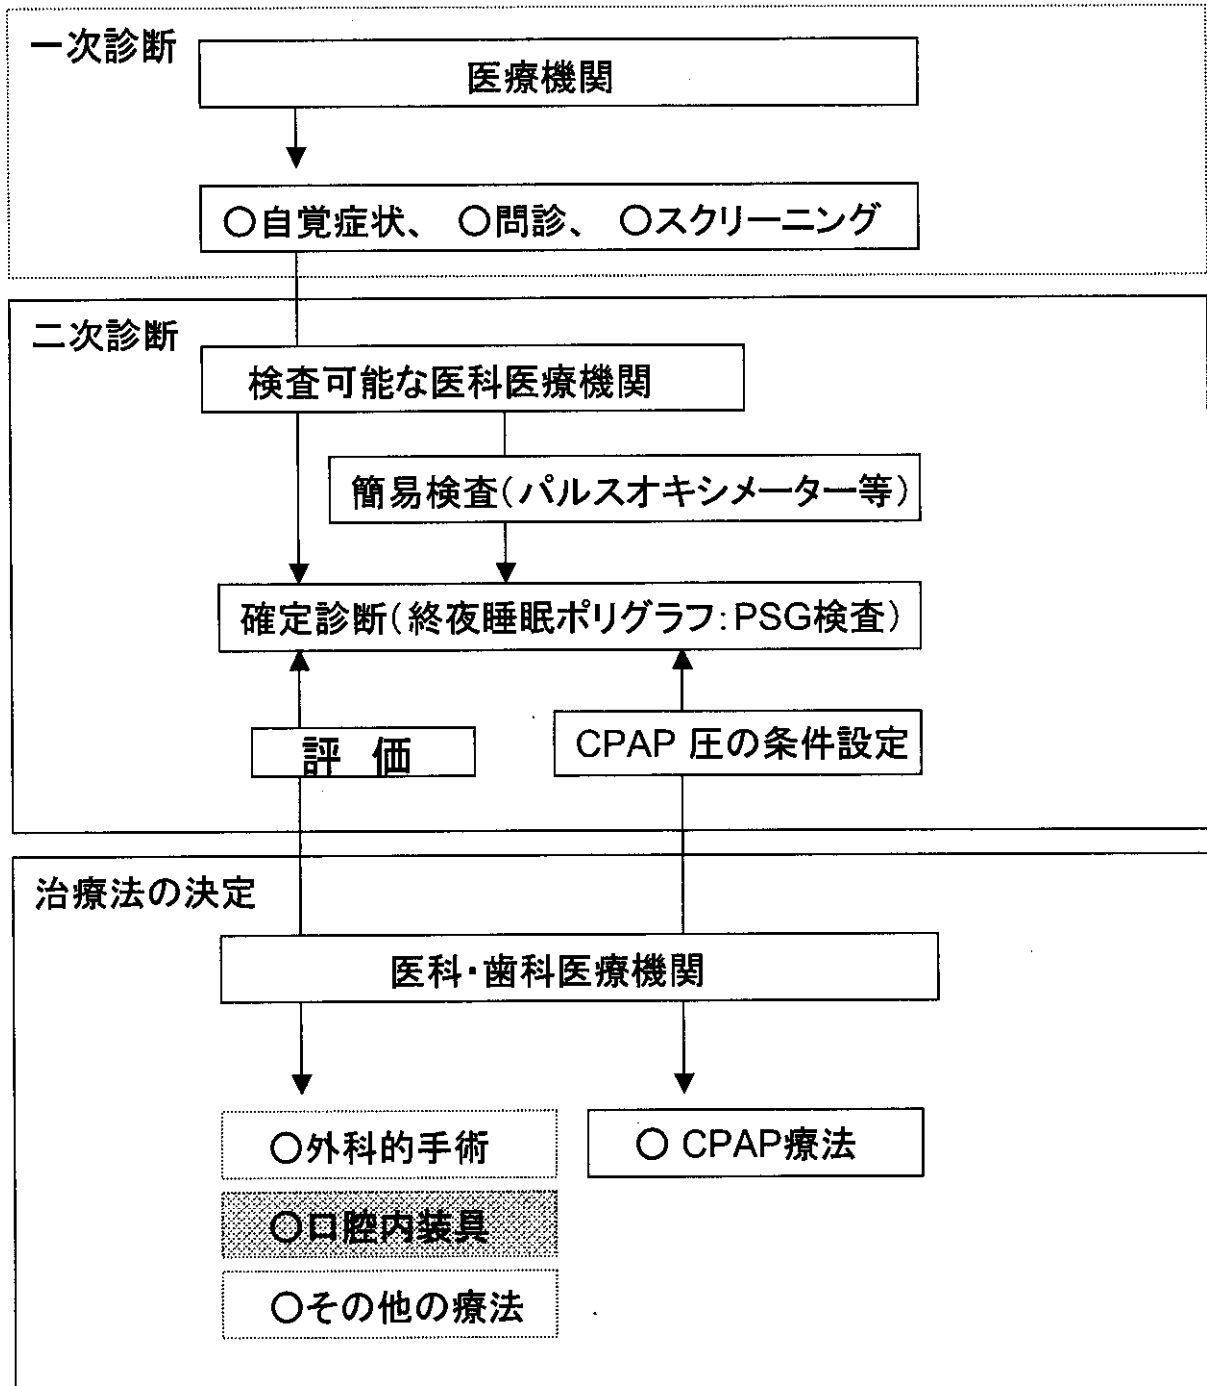 一次診断
医療機関
○自覚症状、 ○問診、 ○スクリーニング
二次診断
検査可能な医科医療機関
簡易検査(パルスオキシメーター等)
確定診断(終夜睡眠ポリグラフ:PSG検査)
評 価
CPAP 圧の条件設定
治療法の決定
医科・歯科医療機関
○外科的手術
○ CPAP療法
○口腔内装具
○その他の療法